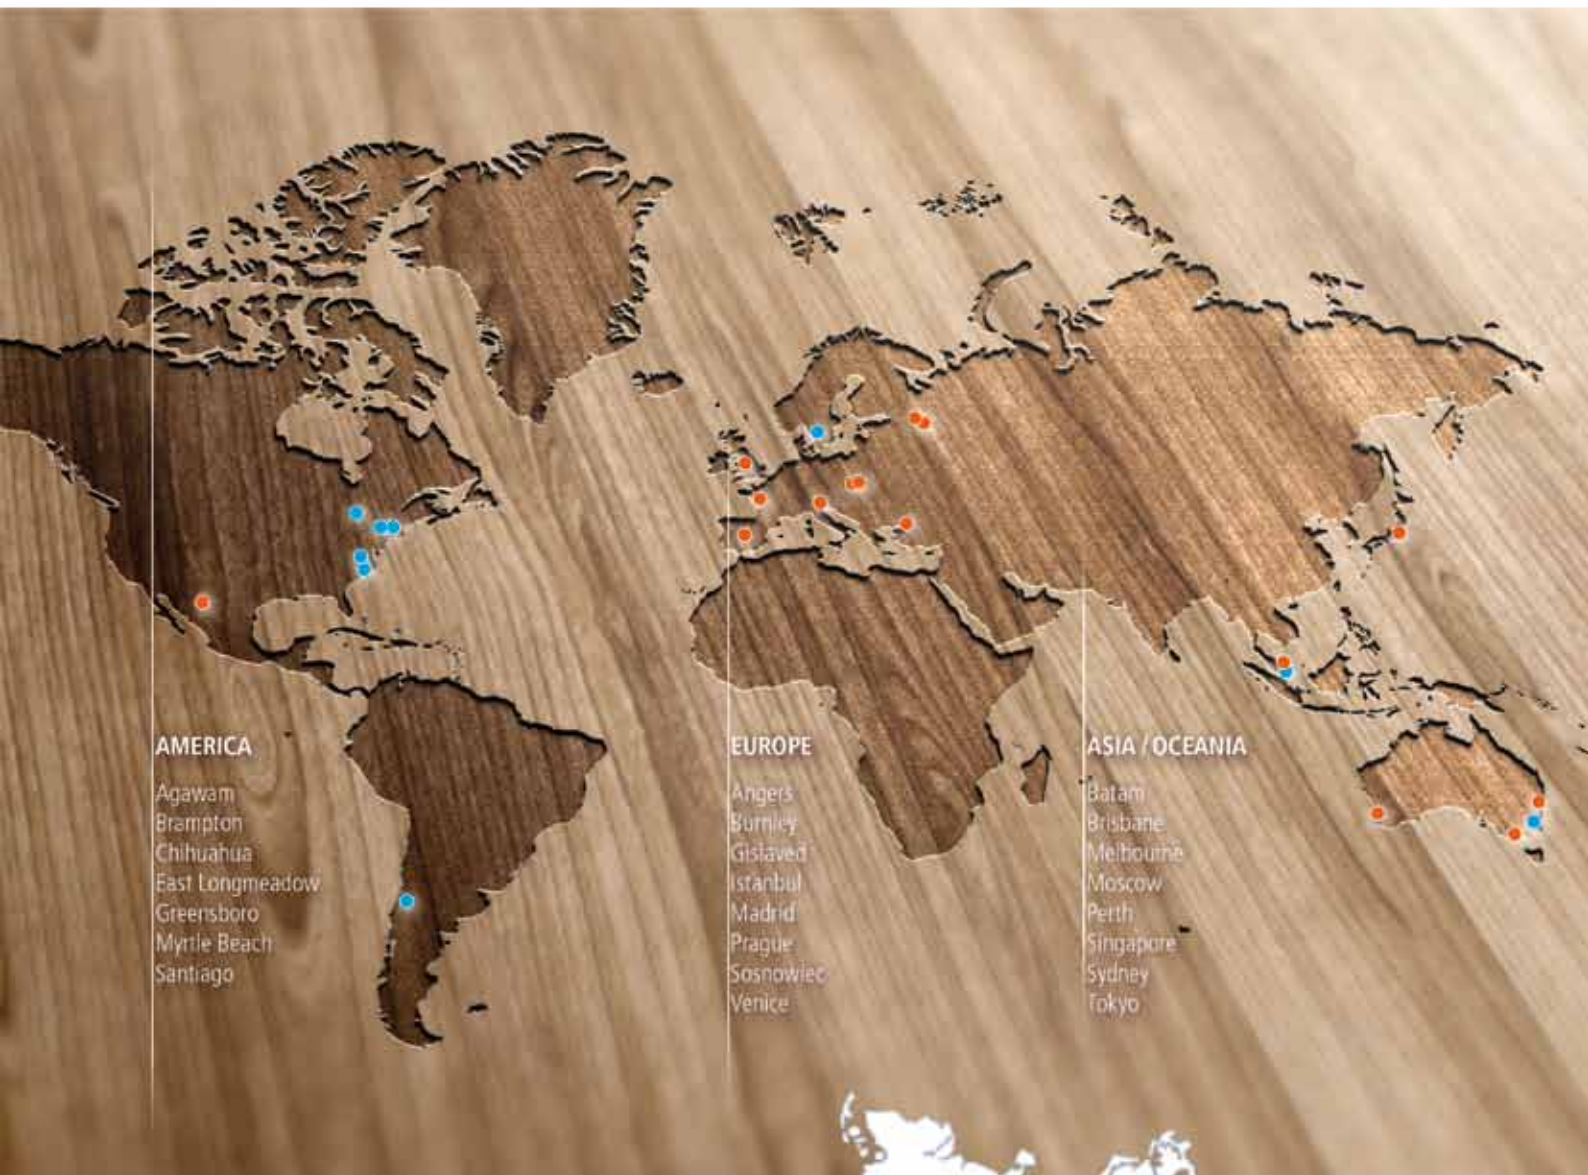 AMERICA
Agawam
Brampton
Chihuahua
East Longmeadow
Greensboro
Myrtle Beach
Santiago
EUROPE
Angers
Burnley
Gislaved
Istanbul
Madrid
Prague
Sosnowiec
Venice
ASIA / OCEANIA
Batam
Brisbane
Melbourne
Moscow
Perth
Singapore
Sydney
Tokyo